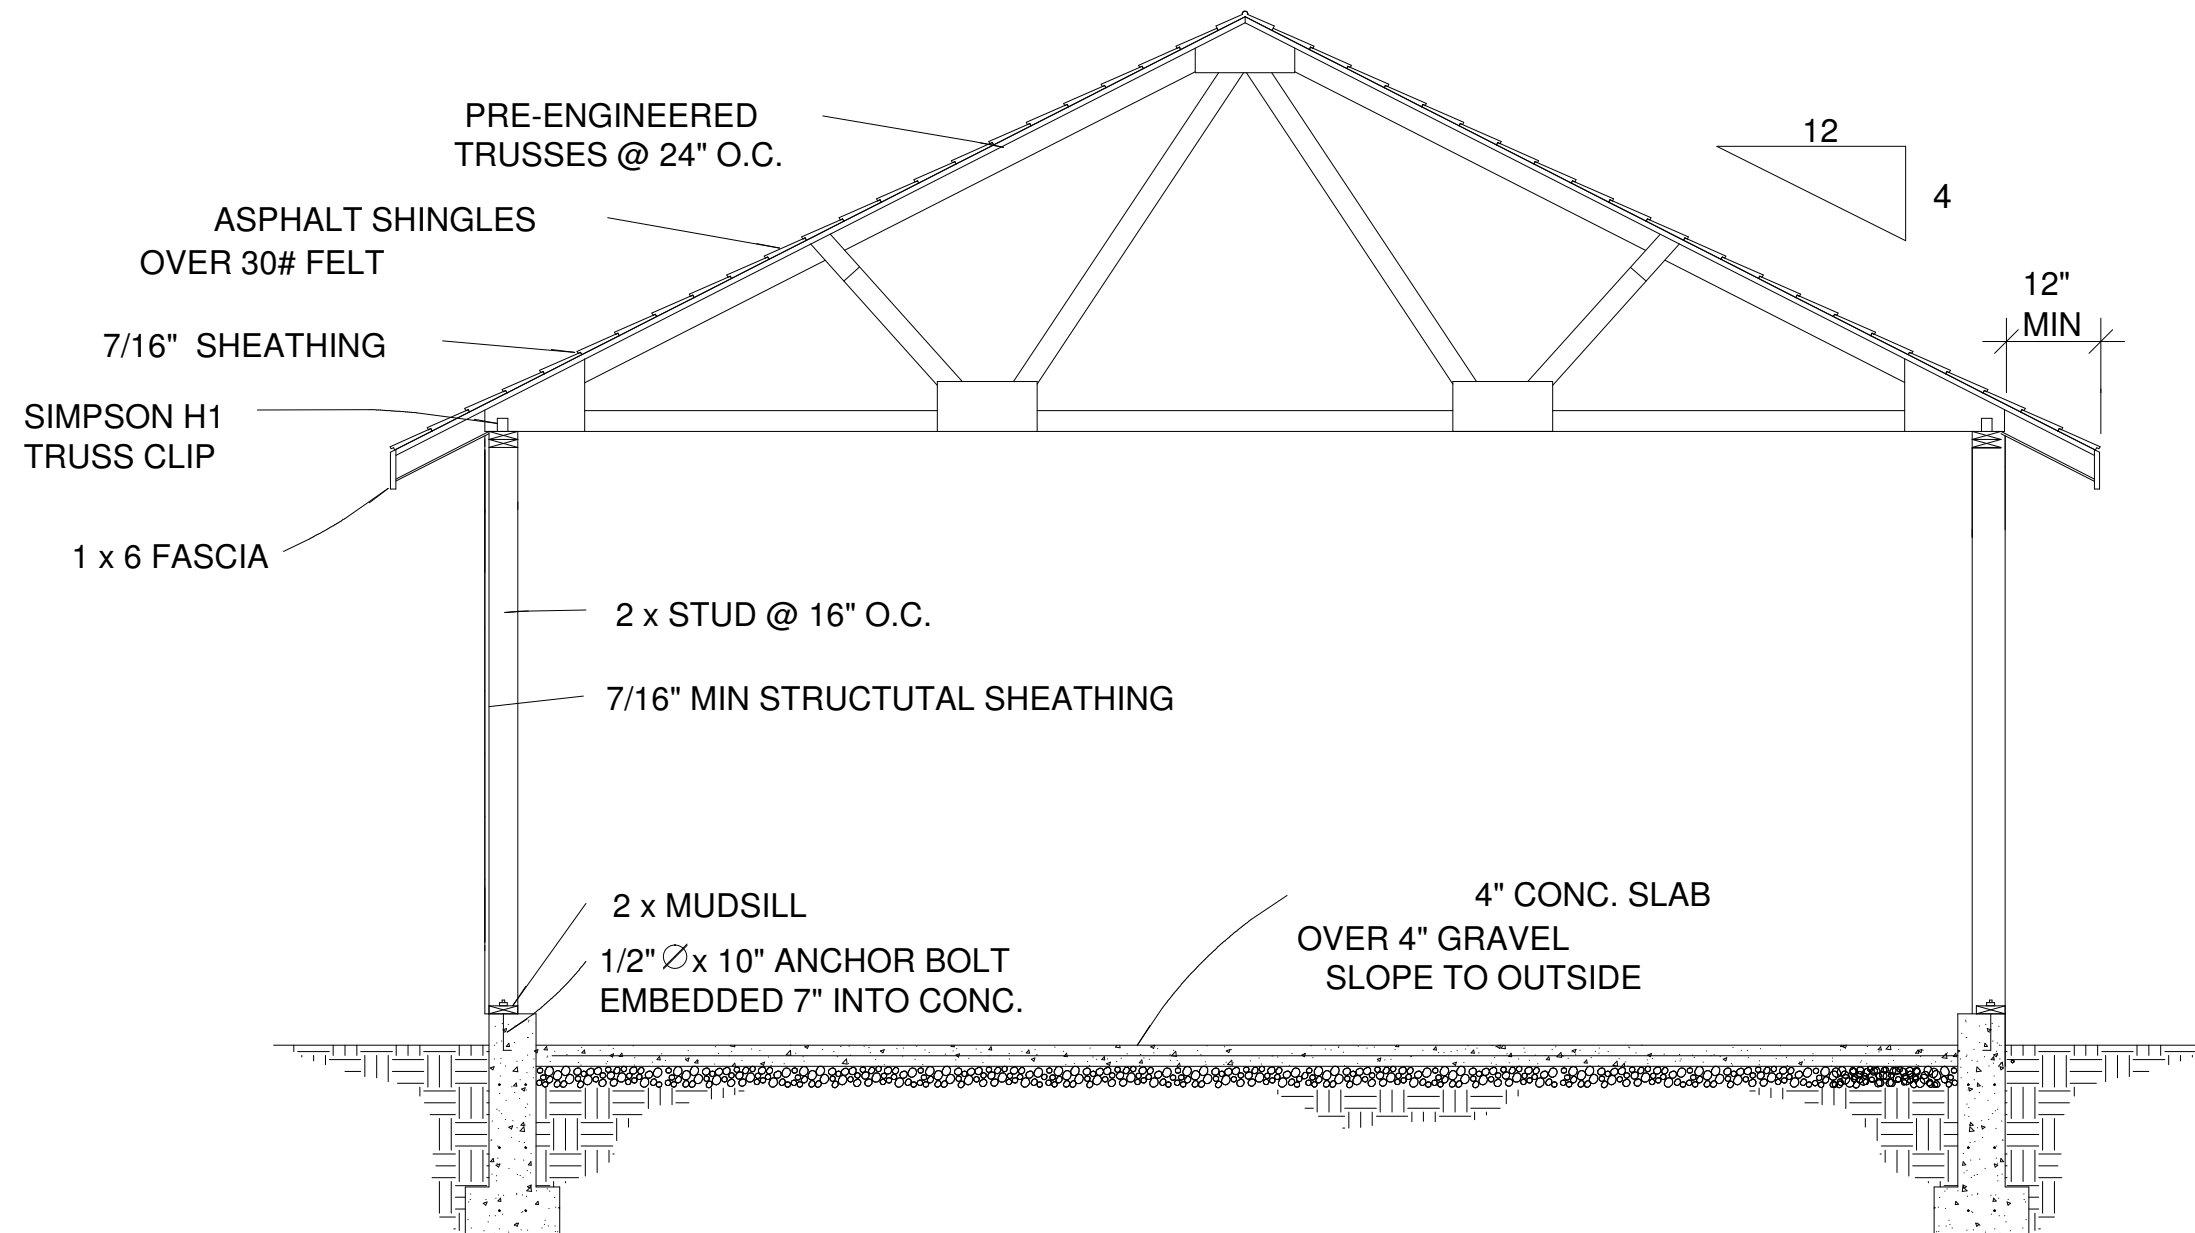 PRE-ENGINEERED
TRUSSES @ 24" O.C.
12
4
ASPHALT SHINGLES
OVER 30# FELT
12"
MIN
7/16" SHEATHING
SIMPSON H1
TRUSS CLIP
1 x 6 FASCIA
2 x STUD @ 16" O.C.
7/16" MIN STRUCTUTAL SHEATHING
2 x MUDSILL
1/2" ∅ x 10" ANCHOR BOLT
EMBEDDED 7" INTO CONC.
4" CONC. SLAB
OVER 4" GRAVEL
SLOPE TO OUTSIDE